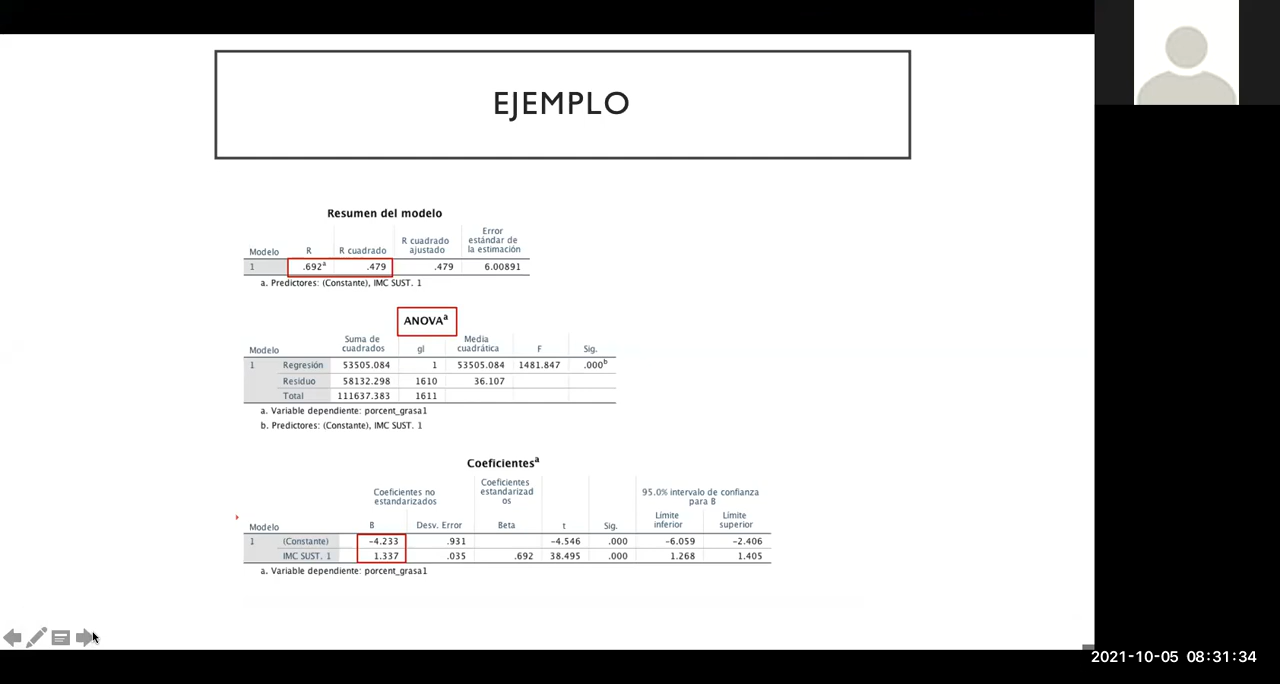 EJEMPLO
Resumen del modelo
Modelo R R cuadrado R cuadrado ajustado Error estándar de la estimación
1 .692a .479 .479 6.00891
a. Predictores: (Constante), IMC SUST. 1
ANOVAa
Modelo Suma de cuadrados gl Media cuadrática F Sig.
1 Regresión 53505.084 1 53505.084 1481.847 .000b
Residuo 58132.298 1610 36.107
Total 111637.383 1611
a. Variable dependiente: porcent_grasa1
b. Predictores: (Constante), IMC SUST. 1
Coeficientesa
Coeficientes no estandarizados Coeficientes estandarizad os 95.0% intervalo de confianza para B
Modelo B Desv. Error Beta t Sig. Límite inferior Límite superior
1 (Constante) -4.233 .931 -4.546 .000 -6.059 -2.406
IMC SUST. 1 1.337 .035 .692 38.495 .000 1.268 1.405
a. Variable dependiente: porcent_grasa1
2021-10-05 08:31:34